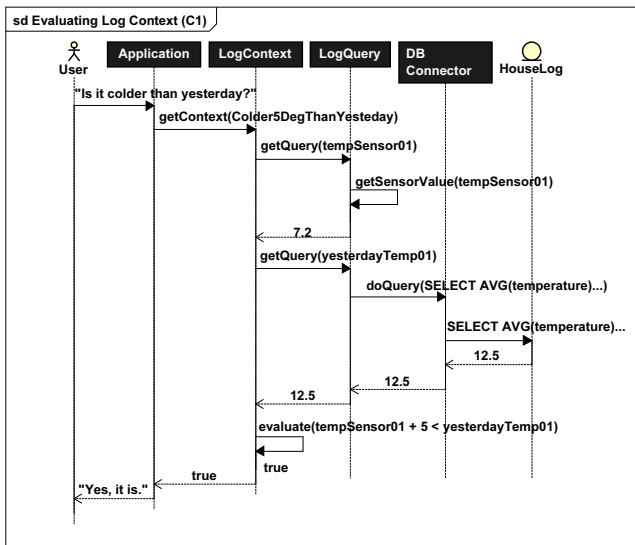 sd Evaluating Log Context (C1)
User
Application
LogContext
LogQuery
DB
Connector
HouseLog
"Is it colder than yesterday?"
getContext(Colder5DegThanYesteday)
getQuery(tempSensor01)
getSensorValue(tempSensor01)
7.2
getQuery(yesterdayTemp01)
doQuery(SELECT AVG(temperature)...)
SELECT AVG(temperature)...
12.5
12.5
12.5
evaluate(tempSensor01 + 5 < yesterdayTemp01)
true
true
"Yes, it is."